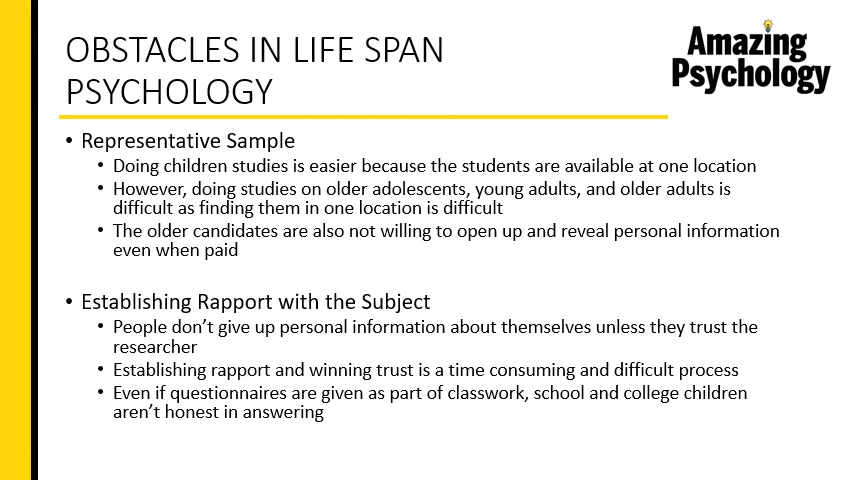 OBSTACLES IN LIFE SPAN
PSYCHOLOGY
Amazing
Psychology
• Representative Sample
• Doing children studies is easier because the students are available at one location
• However, doing studies on older adolescents, young adults, and older adults is
difficult as finding them in one location is difficult
• The older candidates are also not willing to open up and reveal personal information
even when paid
• Establishing Rapport with the Subject
• People don’t give up personal information about themselves unless they trust the
researcher
• Establishing rapport and winning trust is a time consuming and difficult process
• Even if questionnaires are given as part of classwork, school and college children
aren’t honest in answering